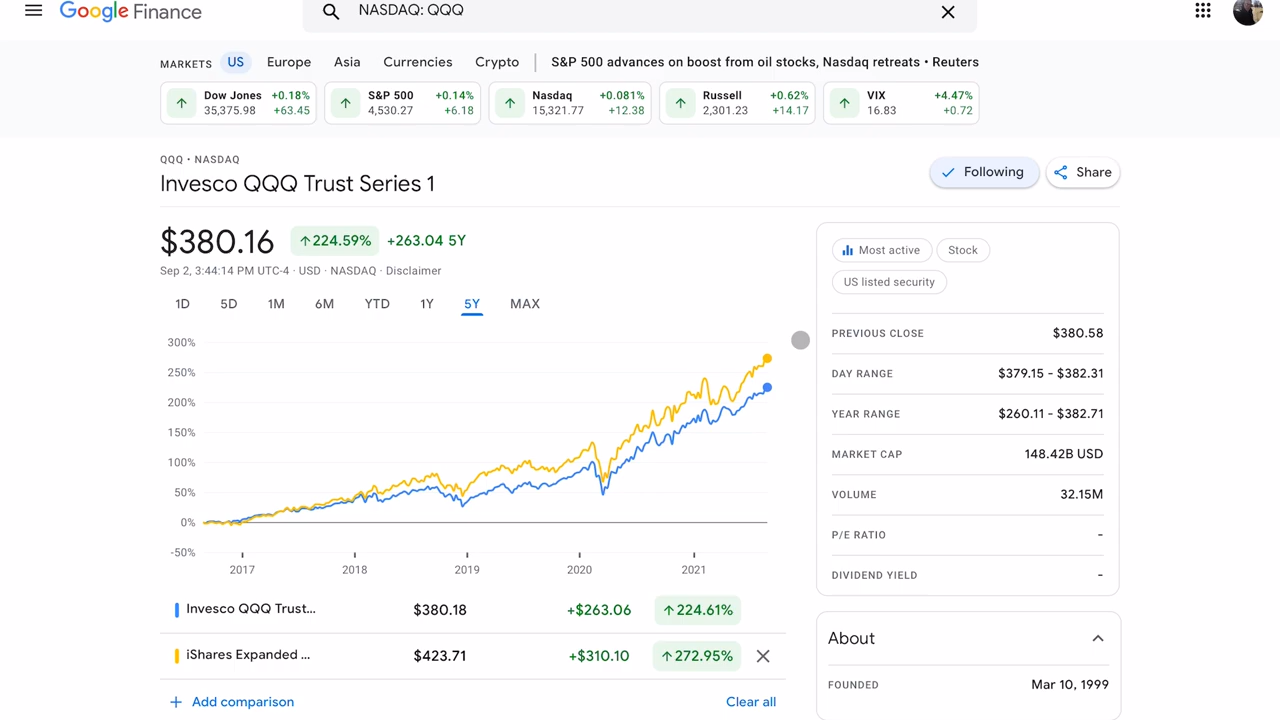 Google Finance
NASDAQ: QQQ
MARKETS US Europe Asia Currencies Crypto S&P 500 advances on boost from oil stocks, Nasdaq retreats • Reuters
Dow Jones +0.18% S&P 500 +0.14% Nasdaq +0.081% Russell +0.62% VIX +4.47%
35,375.98 +63.45 4,530.27 +6.18 15,321.77 +12.38 2,301.23 +14.17 16.83 +0.72
QQQ • NASDAQ
Invesco QQQ Trust Series 1
Following Share
$380.16 ↑224.59% +263.04 5Y
Sep 2, 3:44:14 PM UTC-4 · USD · NASDAQ · Disclaimer
1D 5D 1M 6M YTD 1Y 5Y MAX
300%
250%
200%
150%
100%
50%
0%
-50%
2017 2018 2019 2020 2021
Invesco QQQ Trust... $380.18 +$263.06 ↑224.61%
iShares Expanded ... $423.71 +$310.10 ↑272.95%
+ Add comparison Clear all
Most active Stock
US listed security
PREVIOUS CLOSE $380.58
DAY RANGE $379.15 - $382.31
YEAR RANGE $260.11 - $382.71
MARKET CAP 148.42B USD
VOLUME 32.15M
P/E RATIO -
DIVIDEND YIELD -
About
FOUNDED Mar 10, 1999